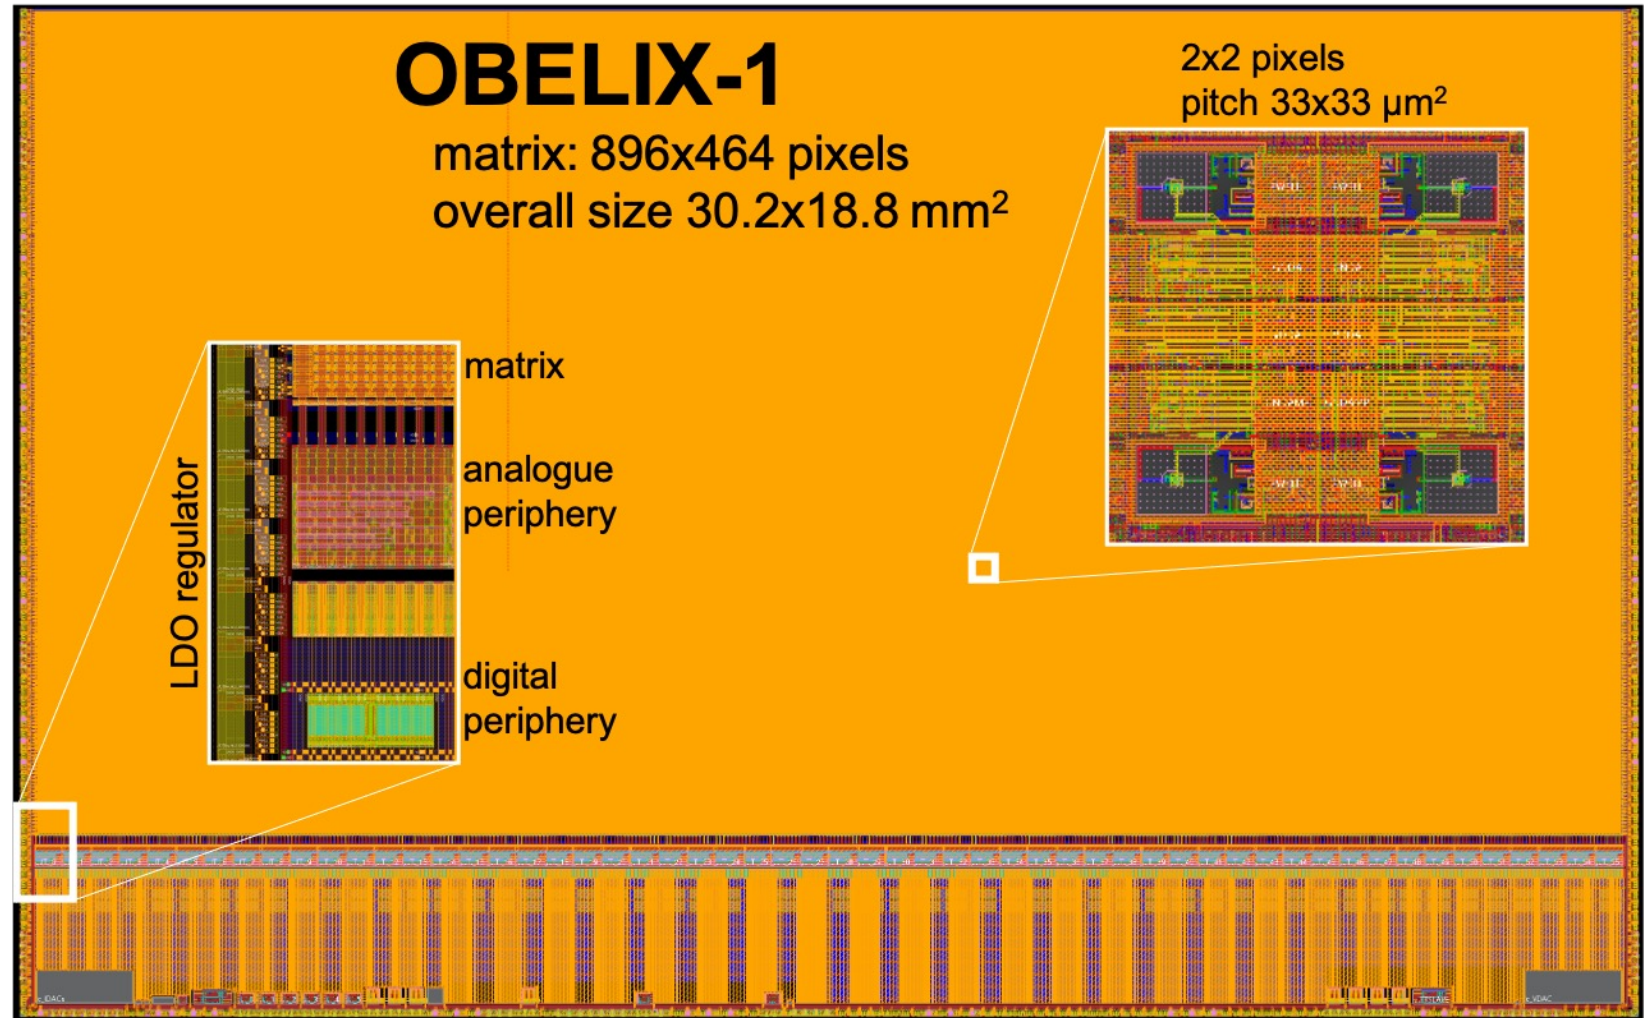 OBELIX-1
matrix: 896x464 pixels
overall size 30.2x18.8 mm²
2x2 pixels
pitch 33x33 µm²
matrix
analogue
periphery
LDO regulator
digital
periphery